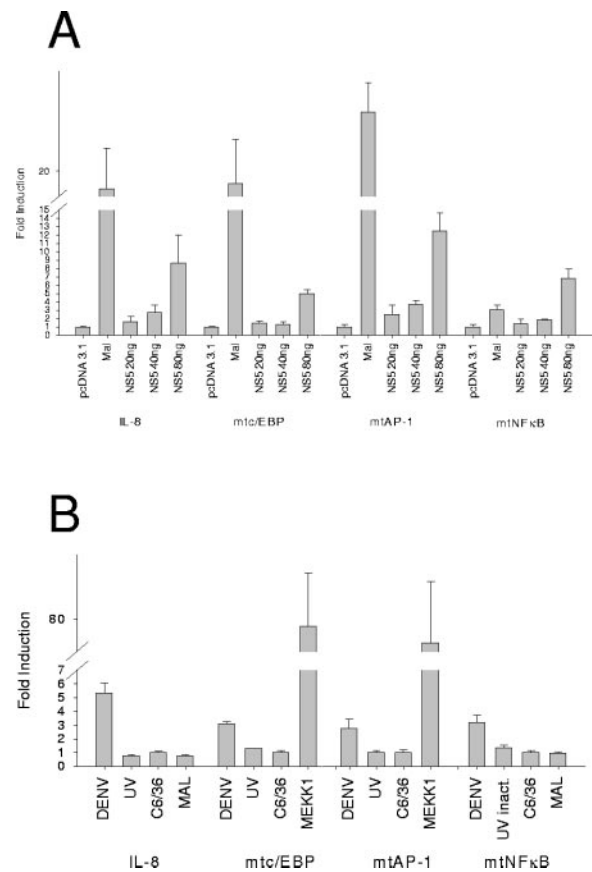 A
Fold Induction
20
15
14
13
12
11
10
9
8
7
6
5
4
3
2
1
0
pcDNA 3.1
Mal
NS5 20ng
NS5 40ng
NS5 80ng
pcDNA 3.1
Mal
NS5 20ng
NS5 40ng
NS5 80ng
pcDNA 3.1
Mal
NS5 20ng
NS5 40ng
NS5 80ng
pcDNA 3.1
Mal
NS5 20ng
NS5 40ng
NS5 80ng
IL-8 mtc/EBP mtAP-1 mtNFκB
B
Fold Induction
80
7
6
5
4
3
2
1
0
DENV
UV
C6/36
MAL
DENV
UV
C6/36
MEKK1
DENV
UV
C6/36
MEKK1
DENV
UV inact.
C6/36
MAL
IL-8 mtc/EBP mtAP-1 mtNFκB